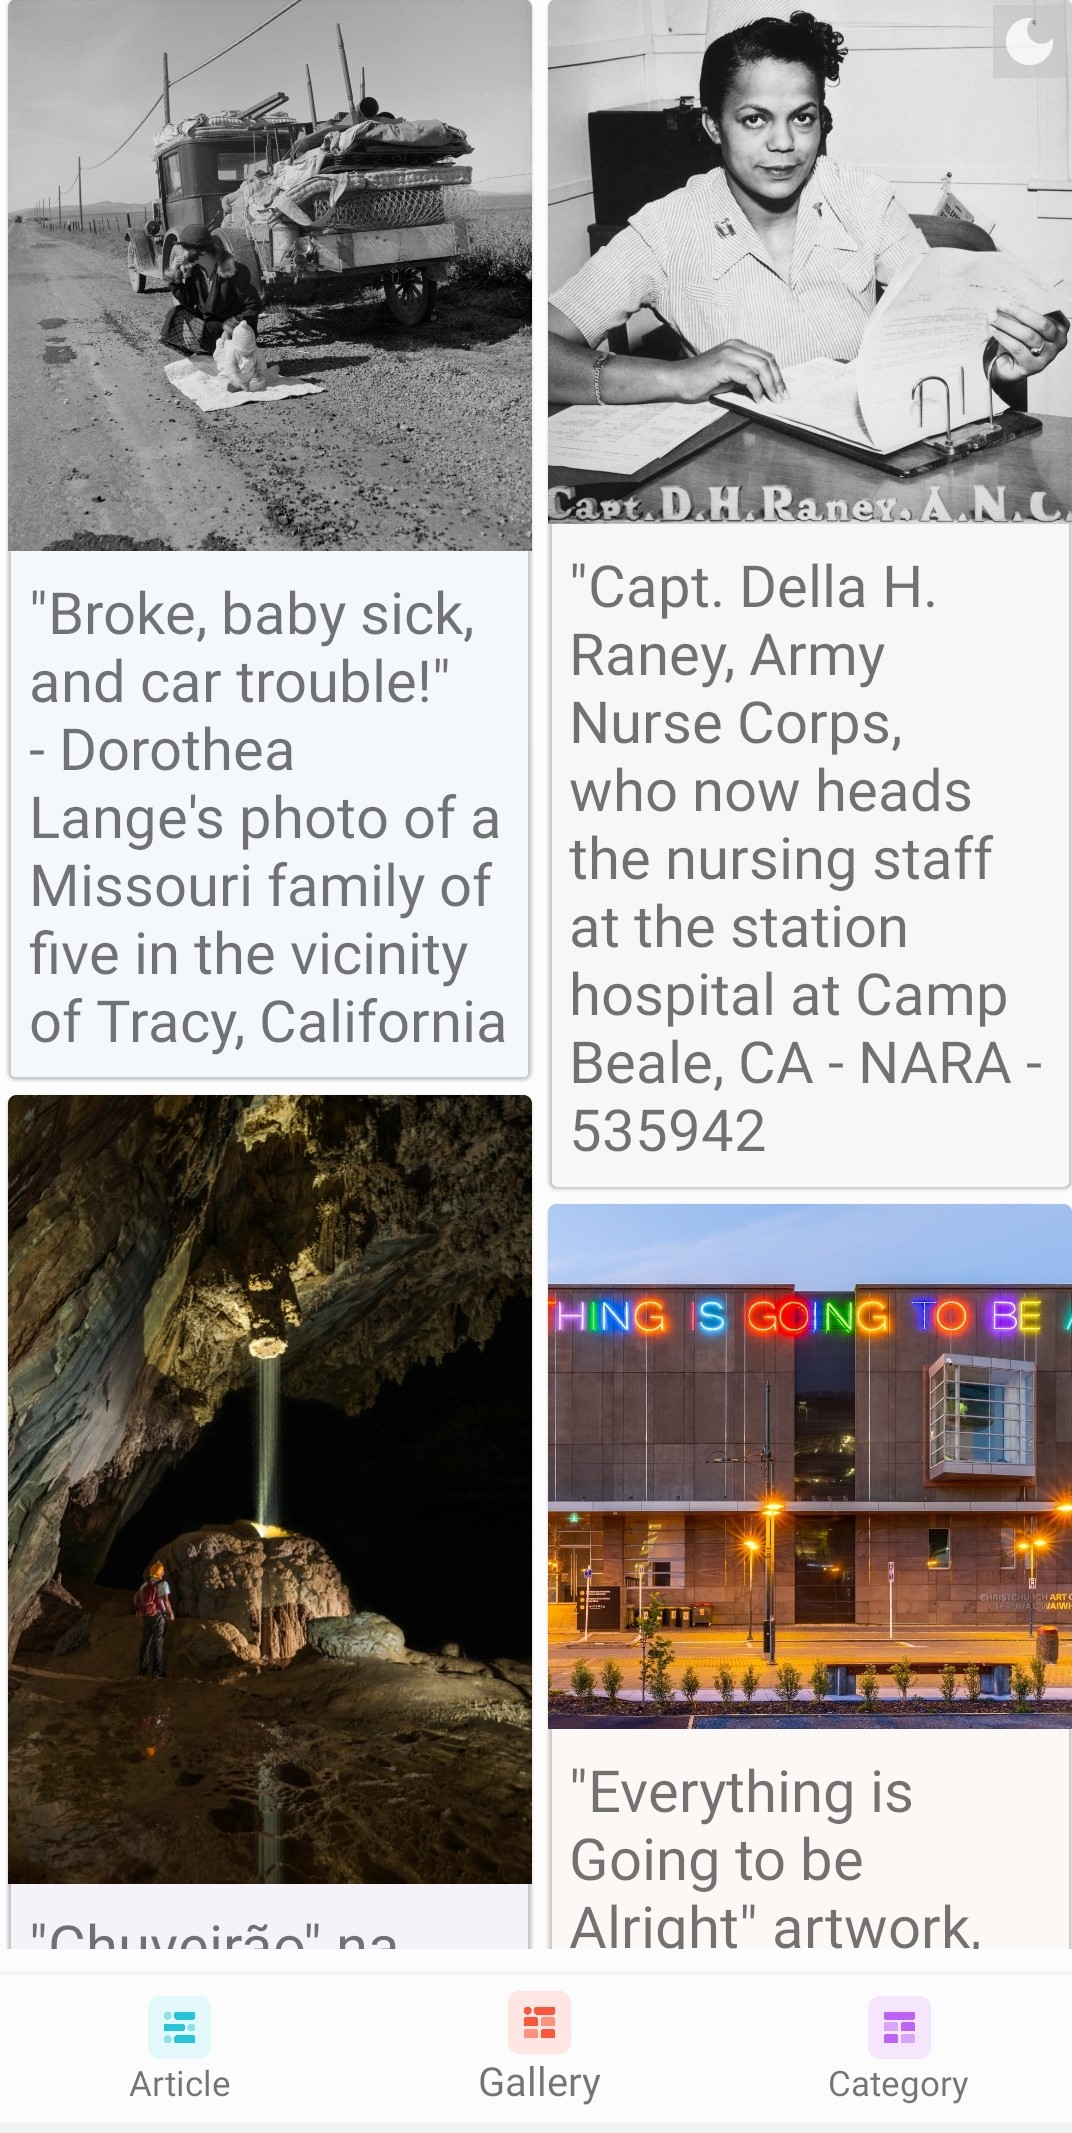 Capt. D.H. Raney, A.N.C.
"Broke, baby sick,
and car trouble!"
- Dorothea
Lange's photo of a
Missouri family of
five in the vicinity
of Tracy, California
"Capt. Della H.
Raney, Army
Nurse Corps,
who now heads
the nursing staff
at the station
hospital at Camp
Beale, CA - NARA -
535942
THING IS GOING TO BE
CHRISTCHURCH ART
"Chuveirão" na
"Everything is
Going to be
Alright" artwork,
Article
Gallery
Category